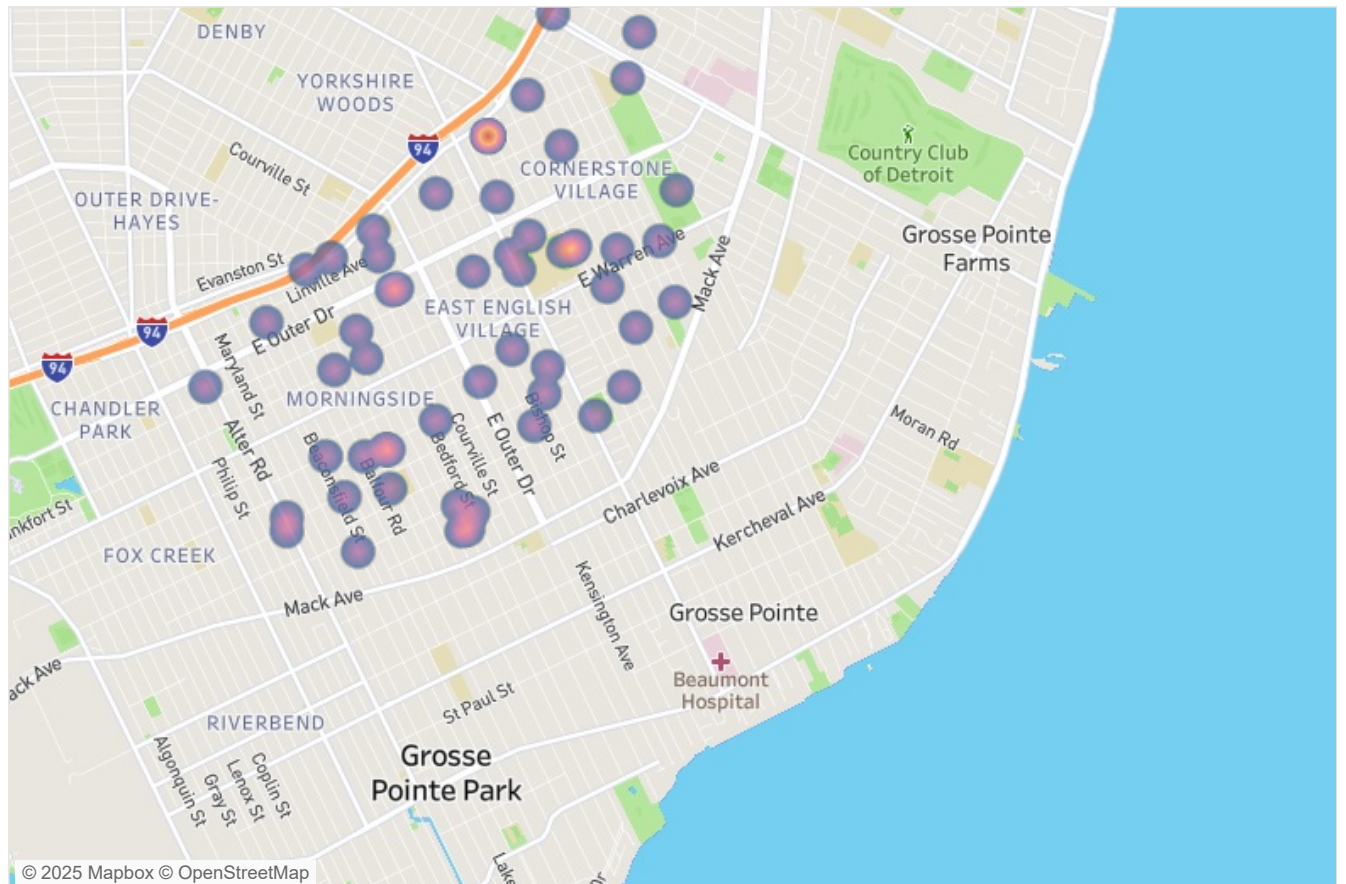 DENBY
YORKSHIRE
WOODS
94
Courville St
CORNERSTONE
VILLAGE
Country Club
of Detroit
OUTER DRIVE-
HAYES
Grosse Pointe
Farms
Evanston St
Linville Ave
E Warren Ave
Mack Ave
E Outer Dr
EAST ENGLISH
VILLAGE
94
94
Maryland St
MORNINGSIDE
CHANDLER
PARK
Alter Rd
Philip St
Beaconsfield St
Balfour Rd
Bedford St
Courville St
E Outer Dr
Bishop St
Moran Rd
Charlevoix Ave
Kercheval Ave
nkfort St
FOX CREEK
Mack Ave
Kensington Ave
Grosse Pointe
ack Ave
Beaumont
Hospital
St Paul St
RIVERBEND
Algonquin St
Gray St
Lenox St
Coplin St
Grosse
Pointe Park
Lake
Dr
© 2025 Mapbox © OpenStreetMap